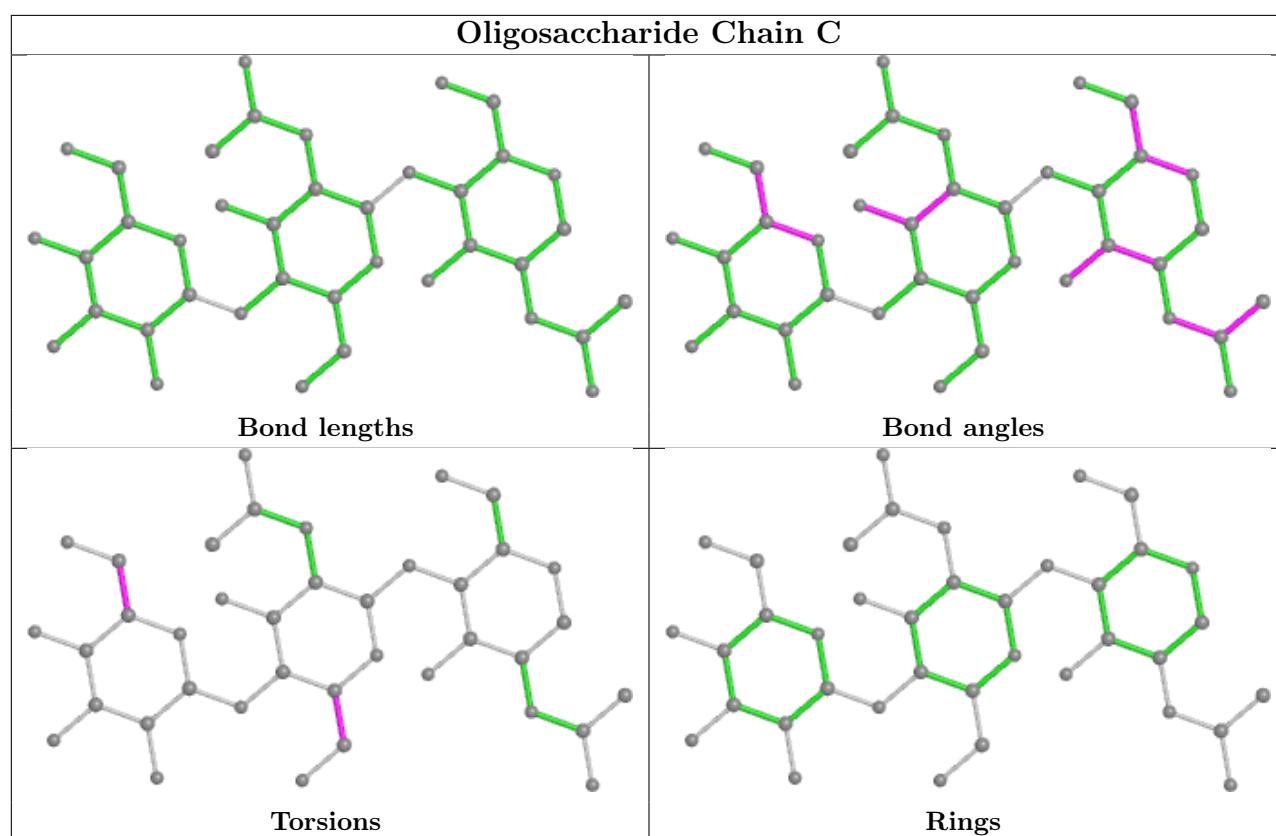 Oligosaccharide Chain C
Bond lengths
Bond angles
Torsions
Rings